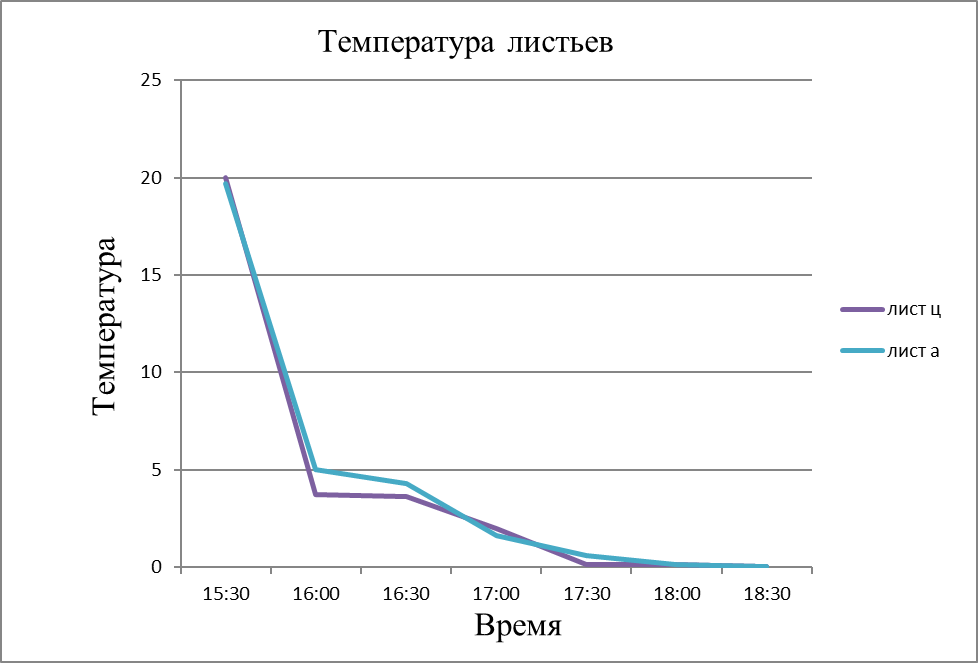 Температура листьев
25
20
15
10
5
0
Температура
15:30 16:00 16:30 17:00 17:30 18:00 18:30
Время
лист ц
лист а